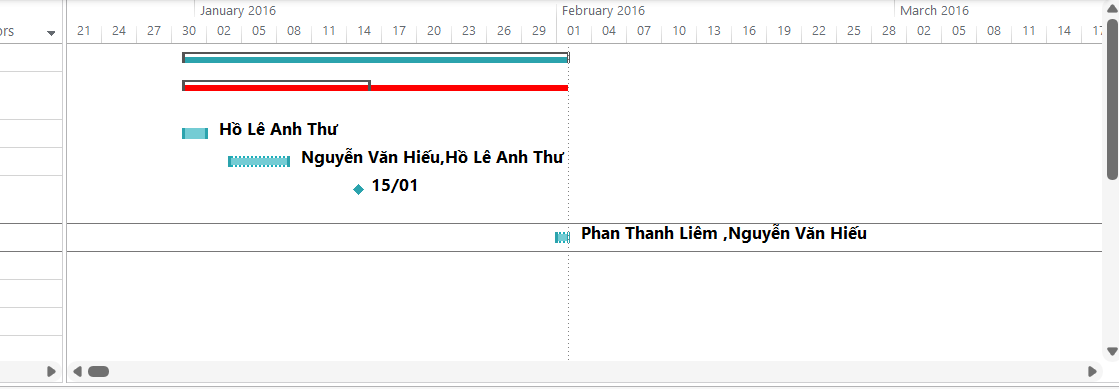 January 2016 February 2016 March 2016
ors 21 24 27 30 02 05 08 11 14 17 20 23 26 29 01 04 07 10 13 16 19 22 25 28 02 05 08 11 14 17
Hồ Lê Anh Thư
Nguyễn Văn Hiếu,Hồ Lê Anh Thư
15/01
Phan Thanh Liêm ,Nguyễn Văn Hiếu